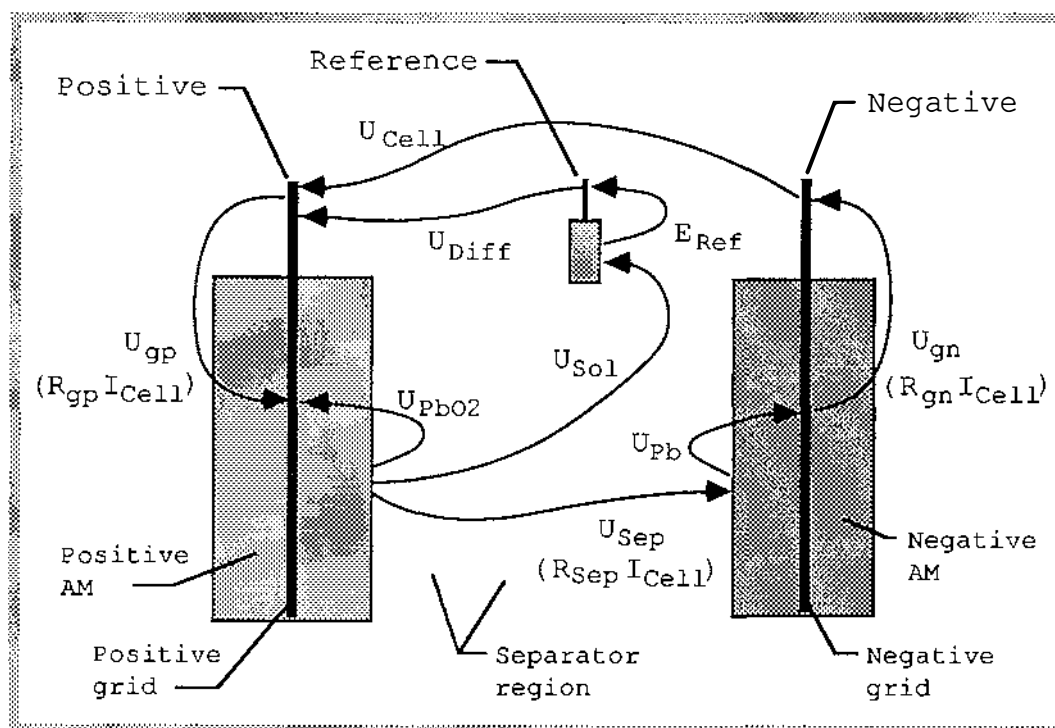 Reference
Positive
Negative
U Cell
U Diff
E Ref
U gp
(R gp I Cell)
U Sol
U gn
(R gn I Cell)
U PbO2
U Pb
U Sep
(R Sep I Cell)
Positive
AM
Negative
AM
Positive
grid
Separator
region
Negative
grid